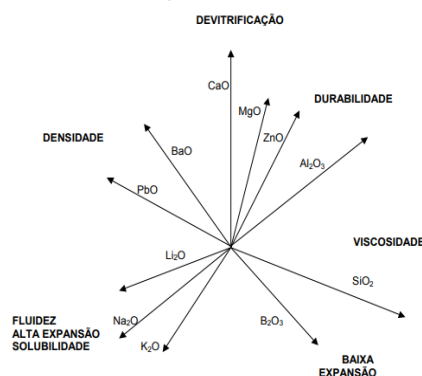 DEVITRIFICAÇÃO
CaO
MgO
DURABILIDADE
ZnO
DENSIDADE
BaO
Al₂O₃
PbO
VISCOSIDADE
Li₂O
SiO₂
FLUIDEZ
ALTA EXPANSÃO
SOLUBILIDADE
Na₂O
B₂O₃
K₂O
BAIXA
EXPANSÃO